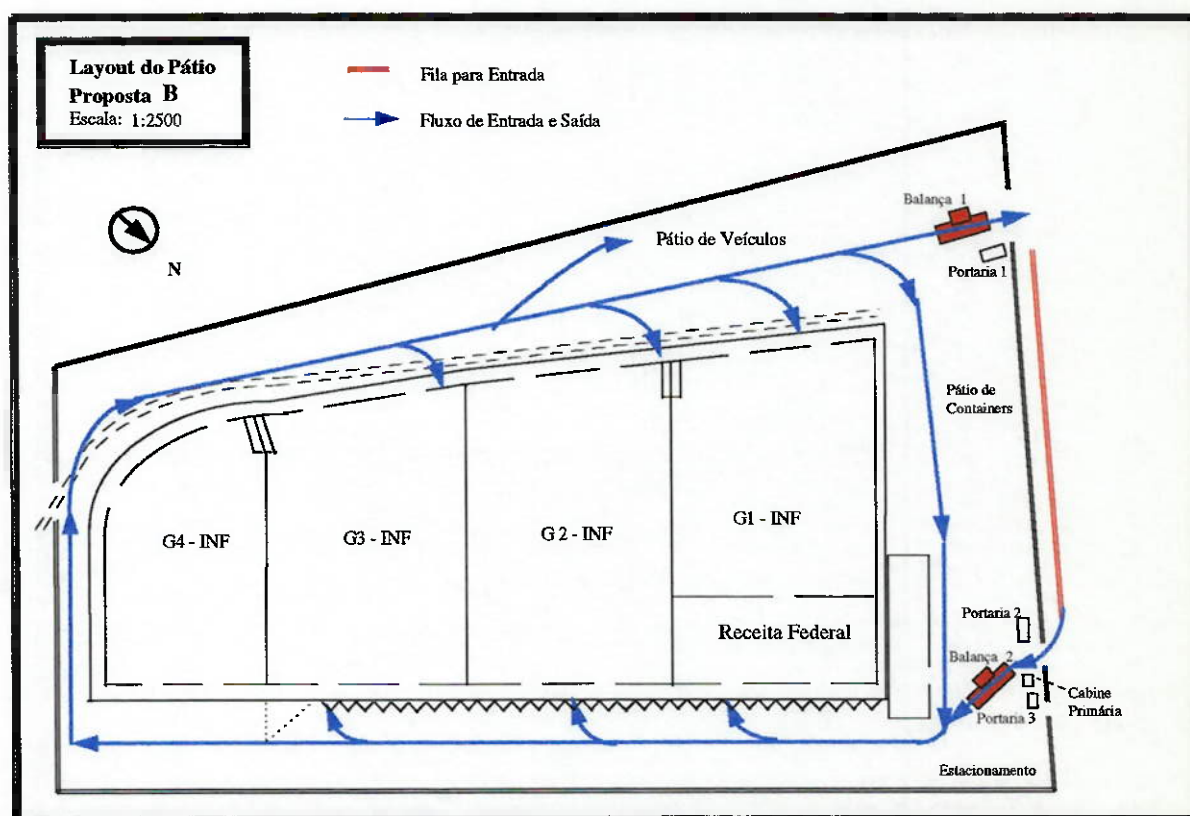 Layout do Pátio
Proposta B
Escala: 1:2500
Fila para Entrada
Fluxo de Entrada e Saída
N
Balança 1
Pátio de Veículos
Portaria 1
Pátio de
Containers
G4 - INF
G3 - INF
G 2 - INF
G1 - INF
Receita Federal
Portaria 2
Balança 2
Cabine
Primária
Portaria 3
Estacionamento